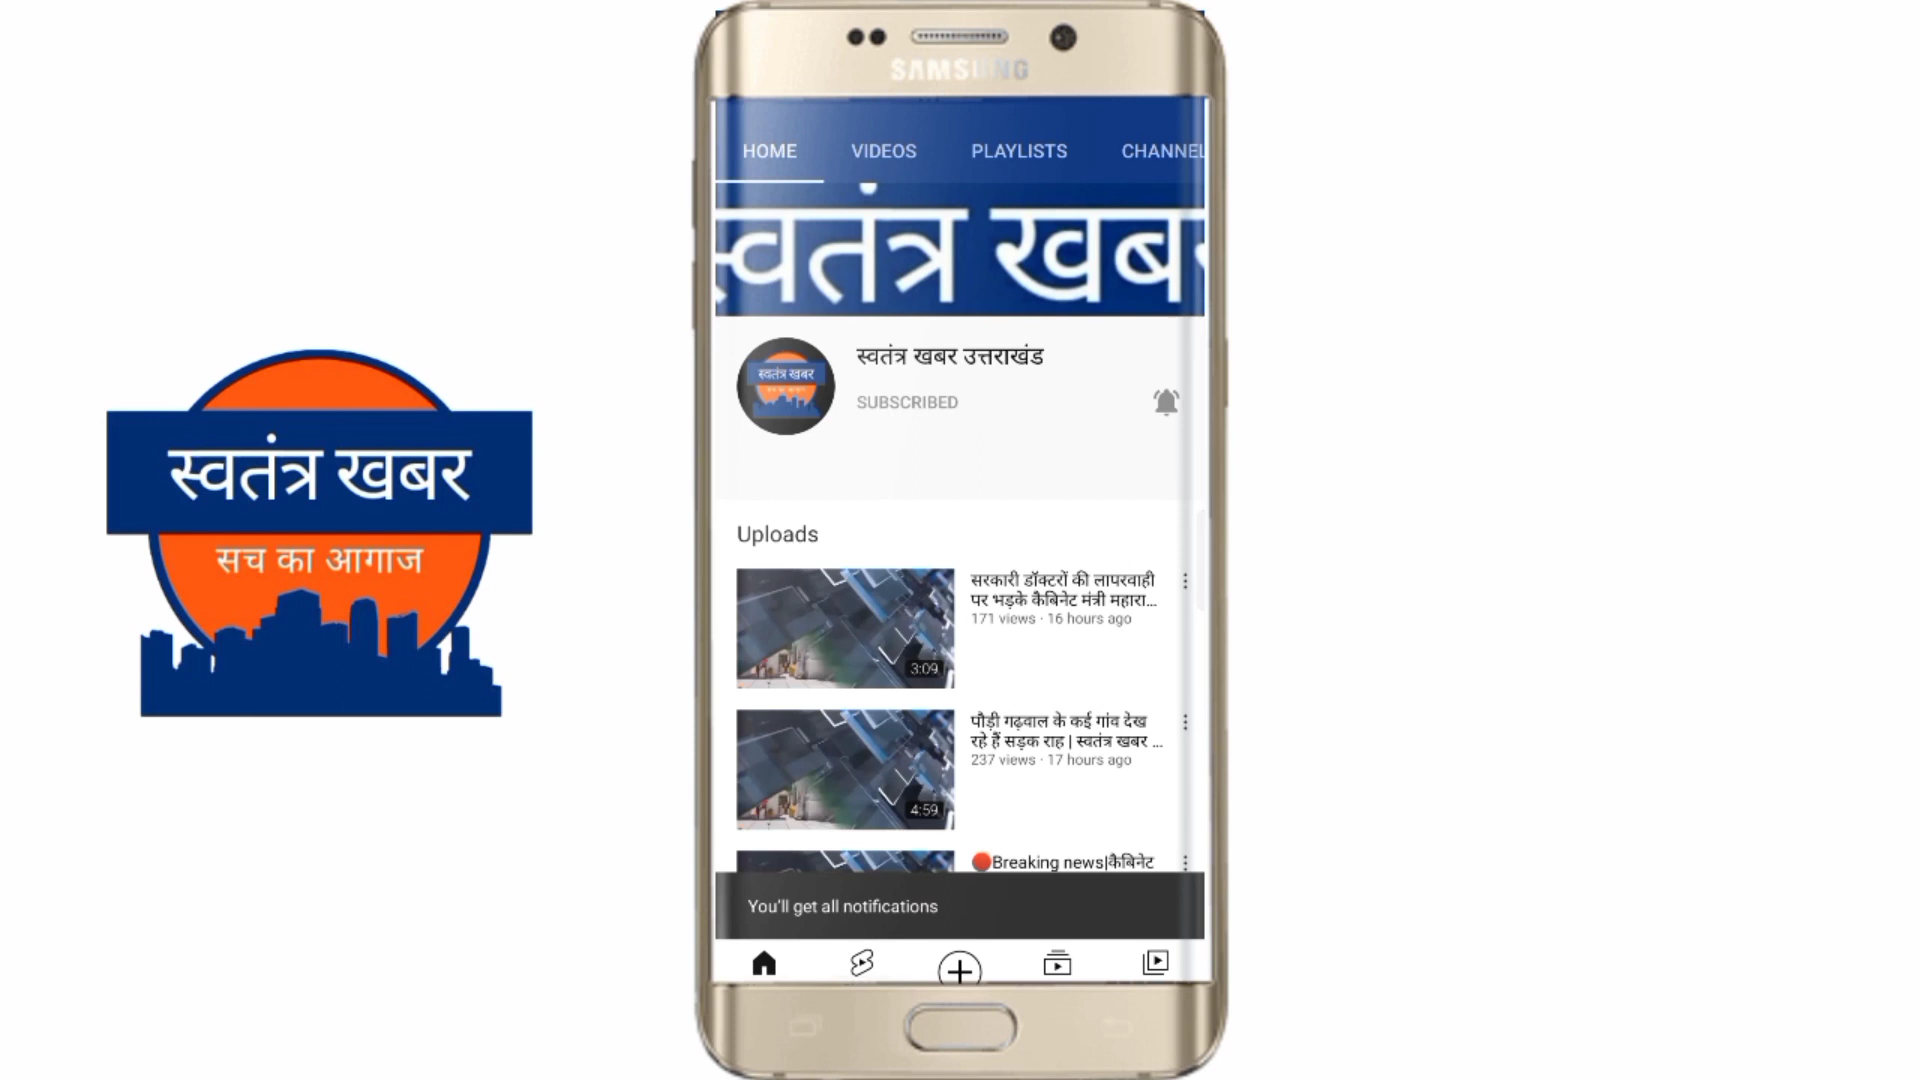 स्वतंत्र खबर
सच का आगाज
SAMSUNG
HOME VIDEOS PLAYLISTS CHANNEL
स्वतंत्र खबर
स्वतंत्र खबर
स्वतंत्र खबर उत्तराखंड
SUBSCRIBED
Uploads
सरकारी डॉक्टरों की लापरवाही
पर भड़के कैबिनेट मंत्री महारा...
171 views · 16 hours ago
3:09
पौड़ी गढ़वाल के कई गांव देख
रहे हैं सड़क राह | स्वतंत्र खबर ...
237 views · 17 hours ago
4:59
🔴Breaking news|कैबिनेट
You'll get all notifications